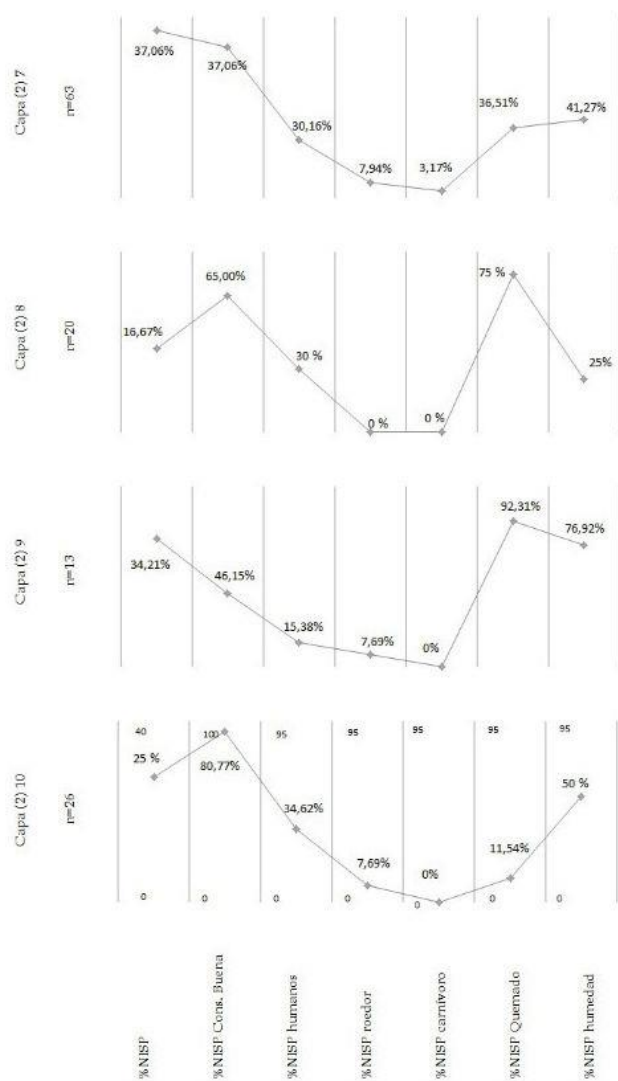 Capa (2) 7
n=63
37,06%
37,06%
30,16%
7,94%
3,17%
36,51%
41,27%
Capa (2) 8
n=20
16,67%
65,00%
30 %
0 %
0 %
75 %
25%
Capa (2) 9
n=13
34,21%
46,15%
15,38%
7,69%
0%
92,31%
76,92%
Capa (2) 10
n=26
40
100
95
95
95
95
95
25 %
80,77%
34,62%
7,69%
0%
11,54%
50 %
0
0
0
0
0
0
0
%NISP
%NISP Cons. Buena
%NISP humanos
%NISP roedor
%NISP carnívoro
%NISP Quemado
%NISP humedad